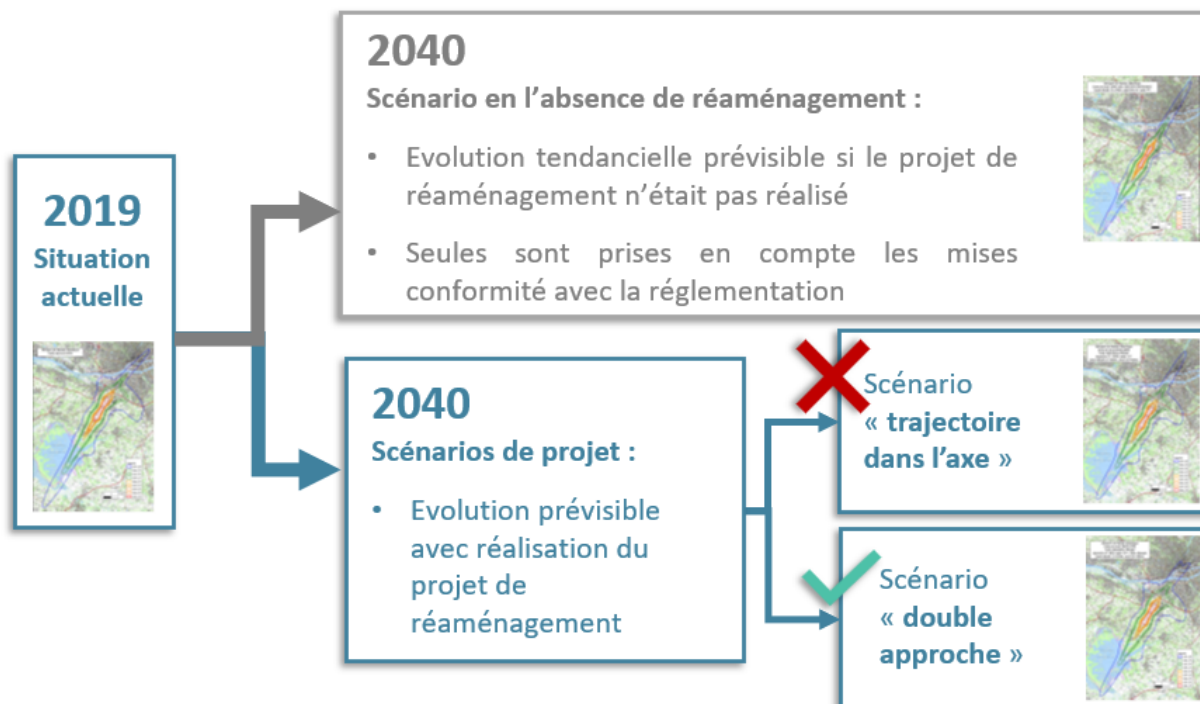 2040
Scénario en l'absence de réaménagement :
• Evolution tendancielle prévisible si le projet de
réaménagement n'était pas réalisé
• Seules sont prises en compte les mises
conformité avec la réglementation
2019
Situation
actuelle
2040
Scénarios de projet :
• Evolution prévisible
avec réalisation du
projet de
réaménagement
Scénario
« trajectoire
dans l'axe »
Scénario
« double
approche »